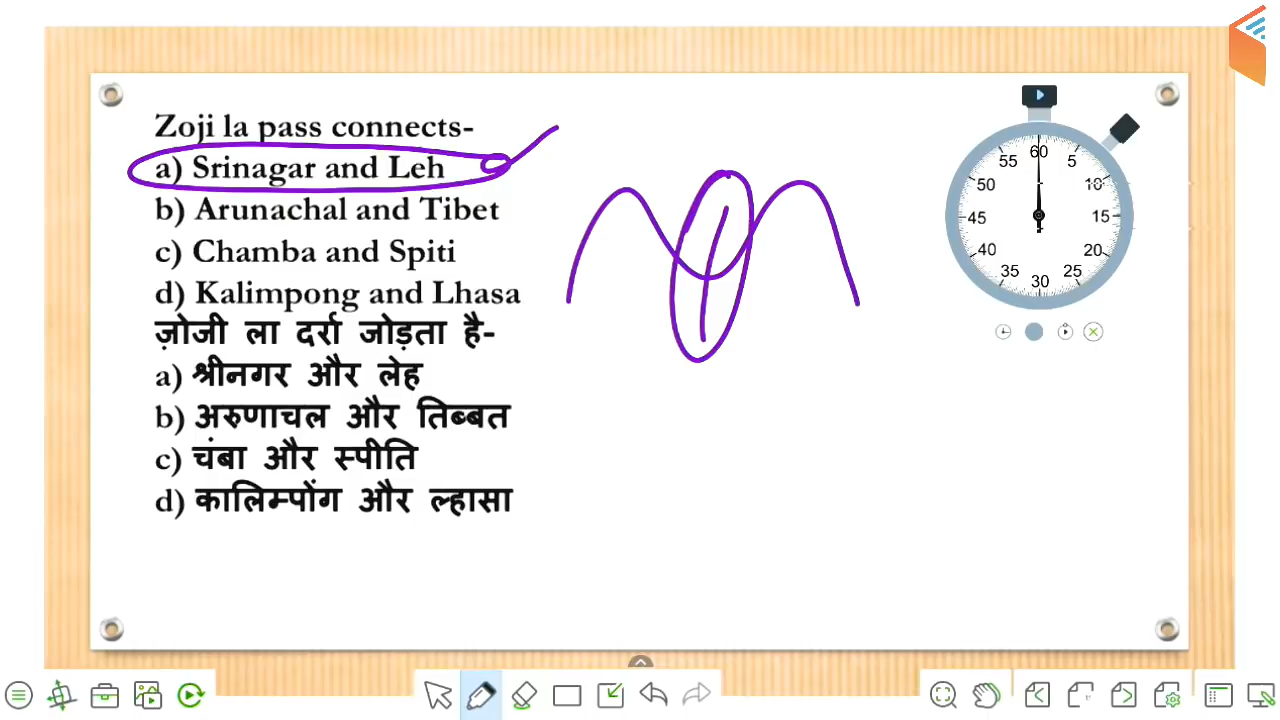 Zoji la pass connects-
a) Srinagar and Leh
b) Arunachal and Tibet
c) Chamba and Spiti
d) Kalimpong and Lhasa
ज़ोजी ला दर्रा जोड़ता है-
a) श्रीनगर और लेह
b) अरुणाचल और तिब्बत
c) चंबा और स्पीति
d) कालिम्पोंग और ल्हासा
60
55 5
50 10
45 15
40 20
35 25
30